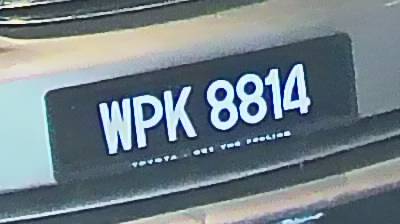 WPK 8814
TOYOTA - GET THE FEELING